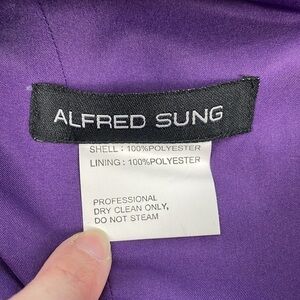 ALFRED SUNG
SHELL : 100%POLYESTER
LINING : 100%POLYESTER
PROFESSIONAL
DRY CLEAN ONLY,
DO NOT STEAM